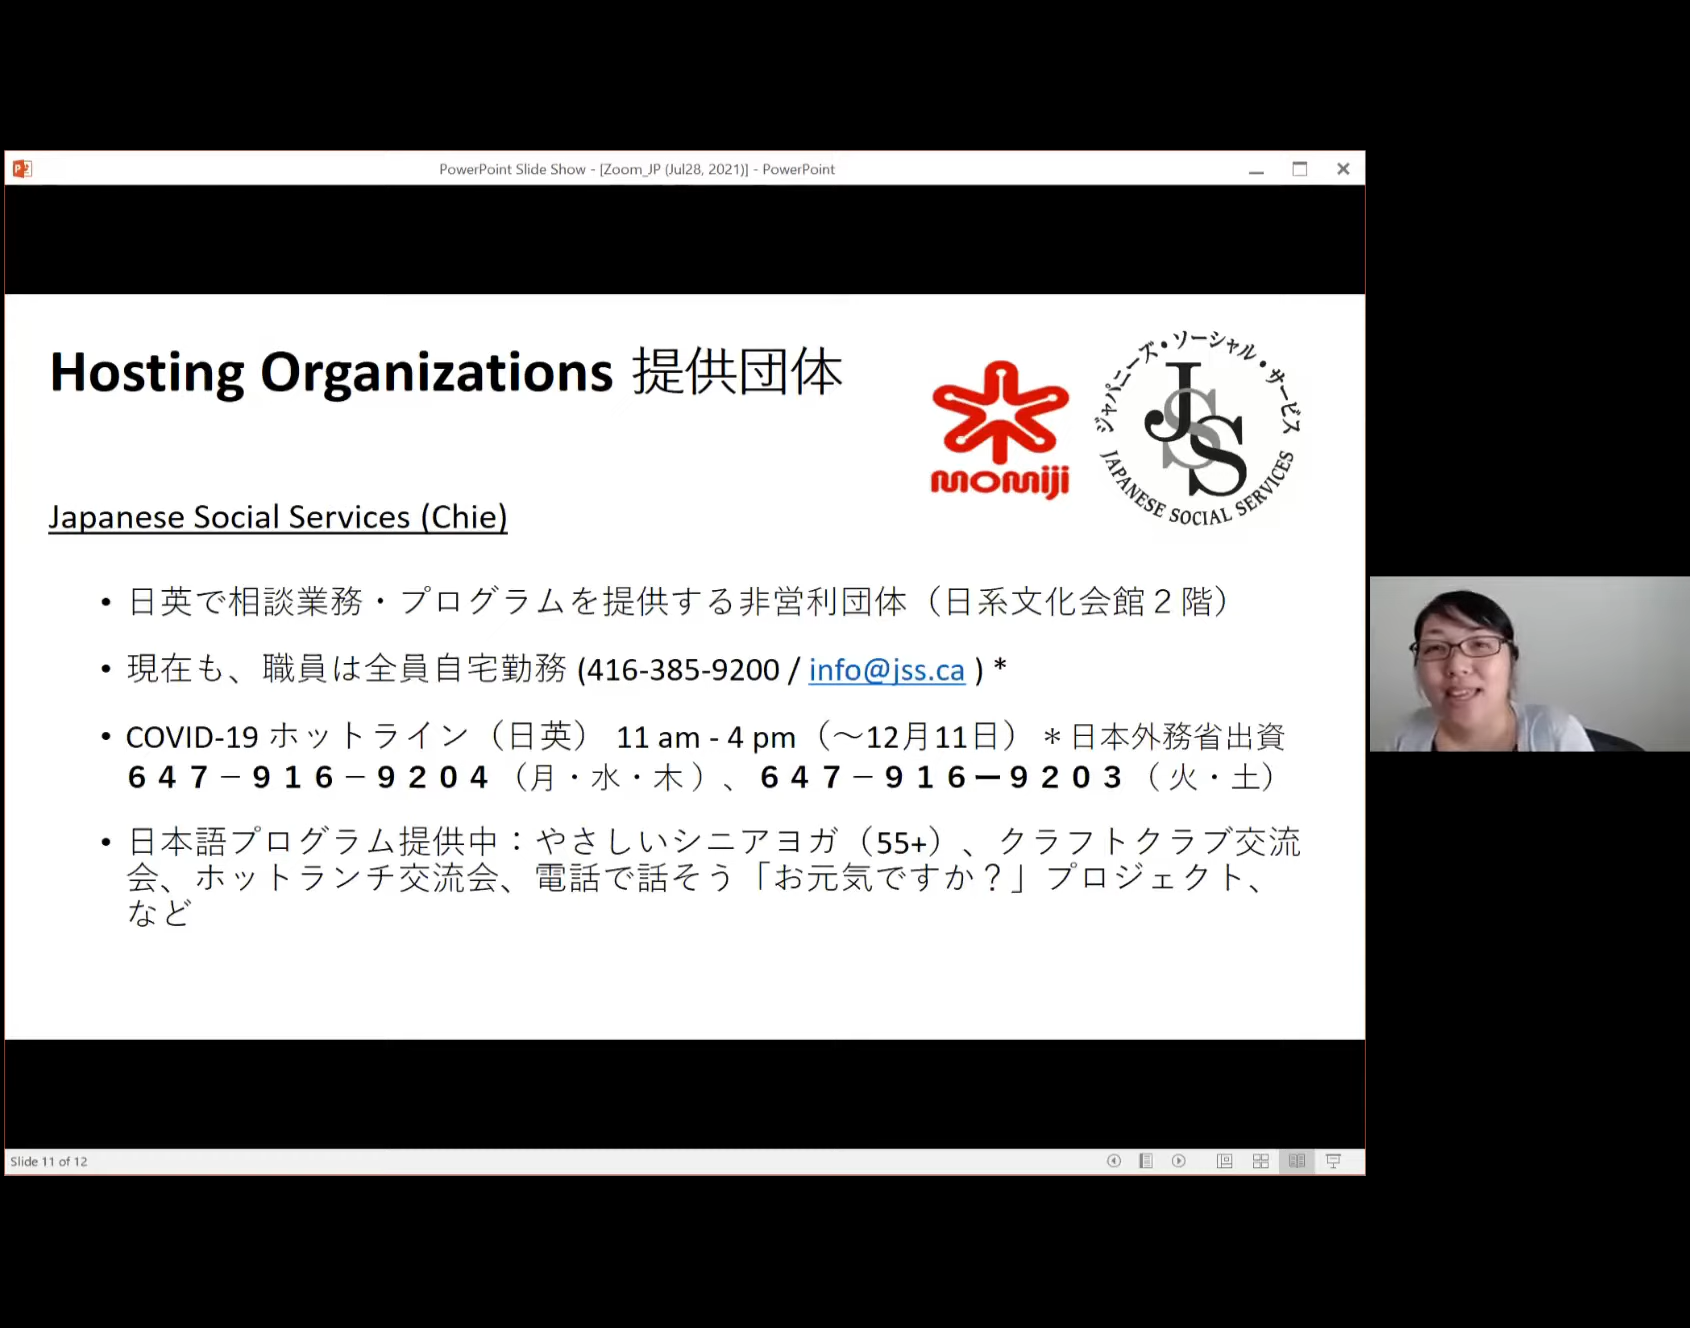 PowerPoint Slide Show - [Zoom_JP (Jul28, 2021)] - PowerPoint
Hosting Organizations 提供団体
momiji
ジャパニーズ・ソーシャル・サービス
JSS
JAPANESE SOCIAL SERVICES
Japanese Social Services (Chie)
• 日英で相談業務・プログラムを提供する非営利団体（日系文化会館２階）
• 現在も、職員は全員自宅勤務 (416-385-9200 / info@jss.ca ) *
• COVID-19 ホットライン（日英） 11 am - 4 pm （～12月11日）＊日本外務省出資
６４７－９１６－９２０４（月・水・木）、６４７－９１６ー９２０３（火・土）
• 日本語プログラム提供中：やさしいシニアヨガ（55+）、クラフトクラブ交流
会、ホットランチ交流会、電話で話そう「お元気ですか？」プロジェクト、
など
Slide 11 of 12